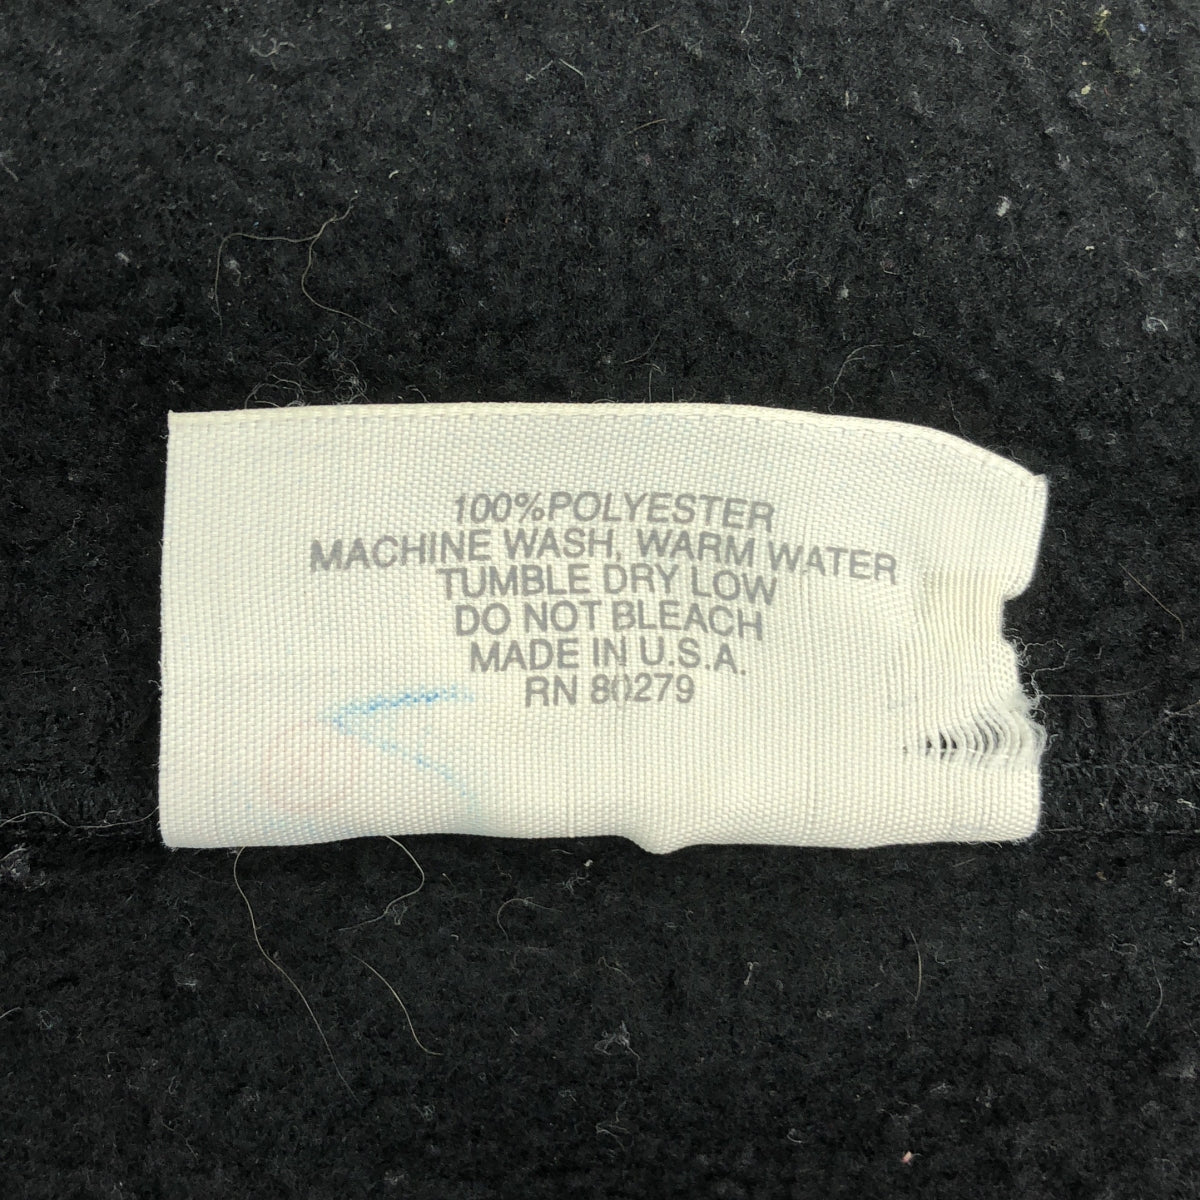 100%POLYESTER
MACHINE WASH, WARM WATER
TUMBLE DRY LOW
DO NOT BLEACH
MADE IN U.S.A.
RN 80279